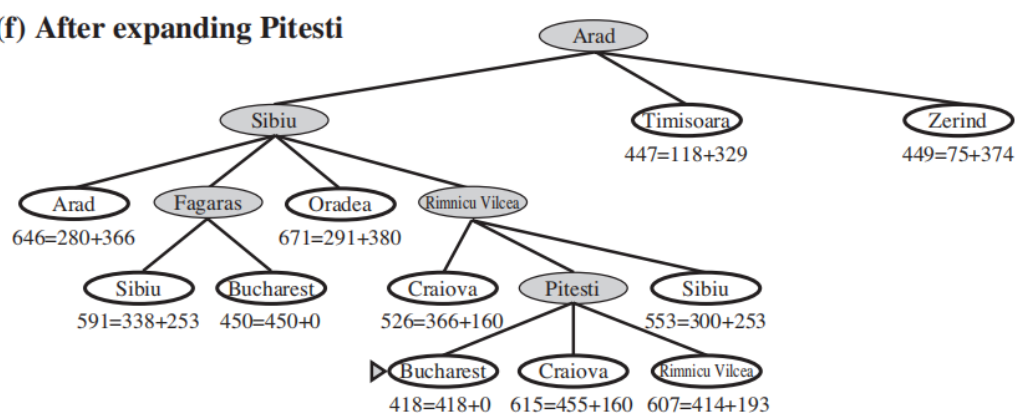 (f) After expanding Pitesti
Arad
Sibiu
Timisoara
Zerind
447=118+329
449=75+374
Arad
Fagaras
Oradea
Rimnicu Vilcea
646=280+366
671=291+380
Sibiu
Bucharest
Craiova
Pitesti
Sibiu
591=338+253
450=450+0
526=366+160
553=300+253
Bucharest
Craiova
Rimnicu Vilcea
418=418+0
615=455+160
607=414+193